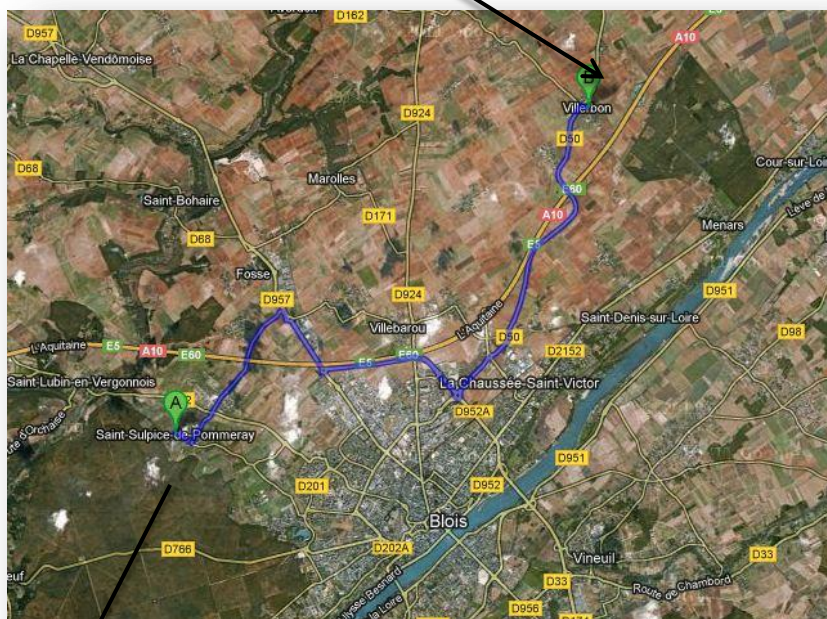 D162
E5
D957
A10
La Chapelle-Vendômoise
Villerbon
D924
D50
D68
Cour-sur-Loire
Marolles
E60
Saint-Bohaire
A10
D171
Menars
D68
E5
Fosse
D951
D957
D924
Saint-Denis-sur-Loire
Villebarou
L'Aquitaine
D98
L'Aquitaine
E5
A10
E60
E5
E60
D50
D2152
Saint-Lubin-en-Vergonnois
La Chaussée-Saint-Victor
A
D952A
Saint-Sulpice-de-Pommeray
D951
D201
D952
Blois
D766
D202A
Vineuil
D33
D33
Route de Chambord
D956
la Loire